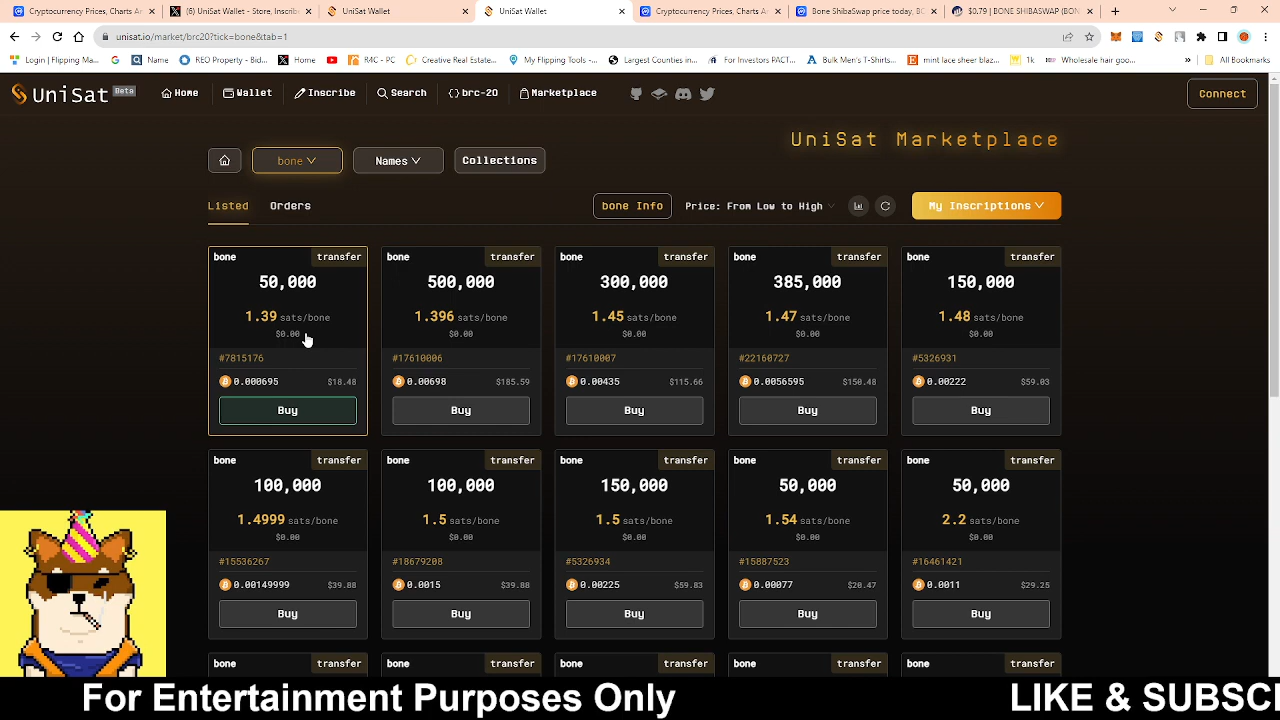 Cryptocurrency Prices, Charts Ar
(6) UniSat Wallet - Store, Inscribe
UniSat Wallet
UniSat Wallet
Cryptocurrency Prices, Charts Ac
Bone ShibaSwap price today, BC
$0.79 | BONE SHIBASWAP (BON
unisat.io/market/brc20?tick=bone&tab=1
Login | Flipping Ma...
Name
REO Property - Bid...
Home
RMC - PC
Creative Real Estate...
My Flipping Tools -...
Largest Counties in...
For Investors PACT...
Bulk Men's T-Shirts...
mint lace sheer blaz...
1k
Wholesale hair goo...
All Bookmarks
UniSat Beta
Home
Wallet
Inscribe
Search
brc-20
Marketplace
Connect
UniSat Marketplace
bone
Names
Collections
Listed
Orders
bone Info
Price: From Low to High
My Inscriptions
bone transfer
50,000
1.39 sats/bone
$0.00
#7815176
0.000695 $18.48
Buy
bone transfer
500,000
1.396 sats/bone
$0.00
#17610006
0.00698 $185.59
Buy
bone transfer
300,000
1.45 sats/bone
$0.00
#17610007
0.00435 $115.66
Buy
bone transfer
385,000
1.47 sats/bone
$0.00
#22160727
0.0056595 $150.48
Buy
bone transfer
150,000
1.48 sats/bone
$0.00
#5326931
0.00222 $59.03
Buy
bone transfer
100,000
1.4999 sats/bone
$0.00
#15536267
0.00149999 $39.88
Buy
bone transfer
100,000
1.5 sats/bone
$0.00
#18679208
0.0015 $39.88
Buy
bone transfer
150,000
1.5 sats/bone
$0.00
#5326934
0.00225 $59.83
Buy
bone transfer
50,000
1.54 sats/bone
$0.00
#15887523
0.00077 $20.47
Buy
bone transfer
50,000
2.2 sats/bone
$0.00
#16461421
0.0011 $29.25
Buy
bone transfer
bone transfer
bone transfer
bone transfer
bone transfer
For Entertainment Purposes Only
LIKE & SUBSC